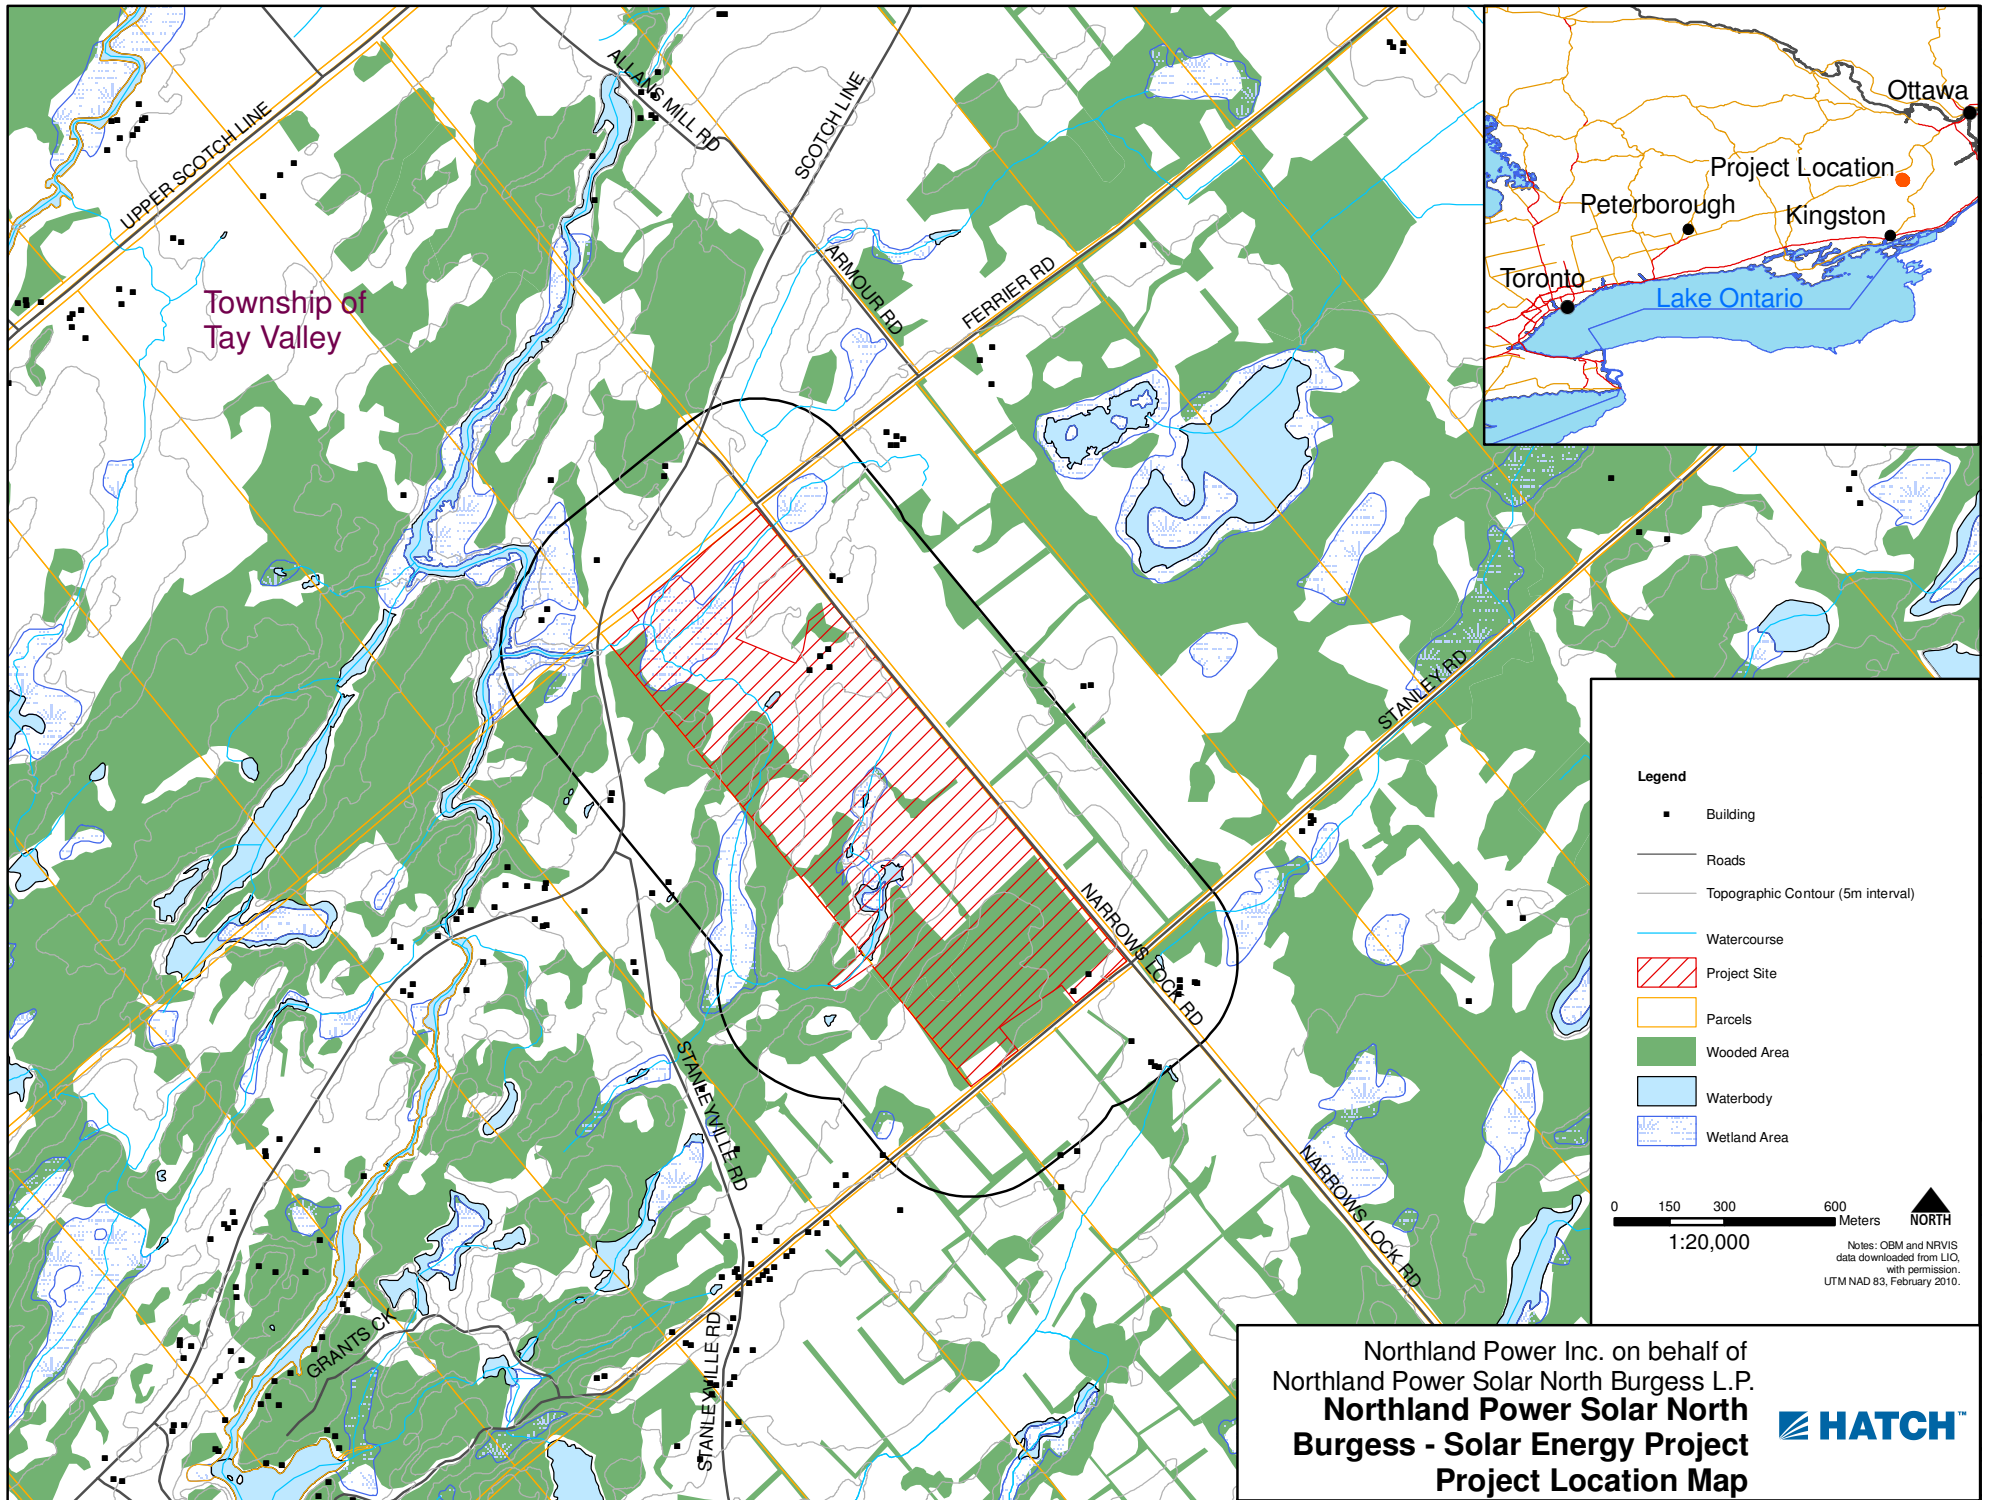 ALLANS MILL RD
SCOTCH LINE
UPPER SCOTCH LINE
Township of
Tay Valley
ARMOUR RD
FERRIER RD
STANLEY RD
NARROWS LOCK RD
STANLEYVILLE RD
NARROWS LOCK RD
GRANTS CK
STANLEYVILLE RD
Ottawa
Project Location
Peterborough
Kingston
Toronto
Lake Ontario
Legend
Building
Roads
Topographic Contour (5m interval)
Watercourse
Project Site
Parcels
Wooded Area
Waterbody
Wetland Area
0 150 300 600
Meters
1:20,000
NORTH
Notes: OBM and NRVIS
data downloaded from LIO,
with permission.
UTM NAD 83, February 2010.
Northland Power Inc. on behalf of
Northland Power Solar North Burgess L.P.
Northland Power Solar North
Burgess - Solar Energy Project
Project Location Map
HATCH™